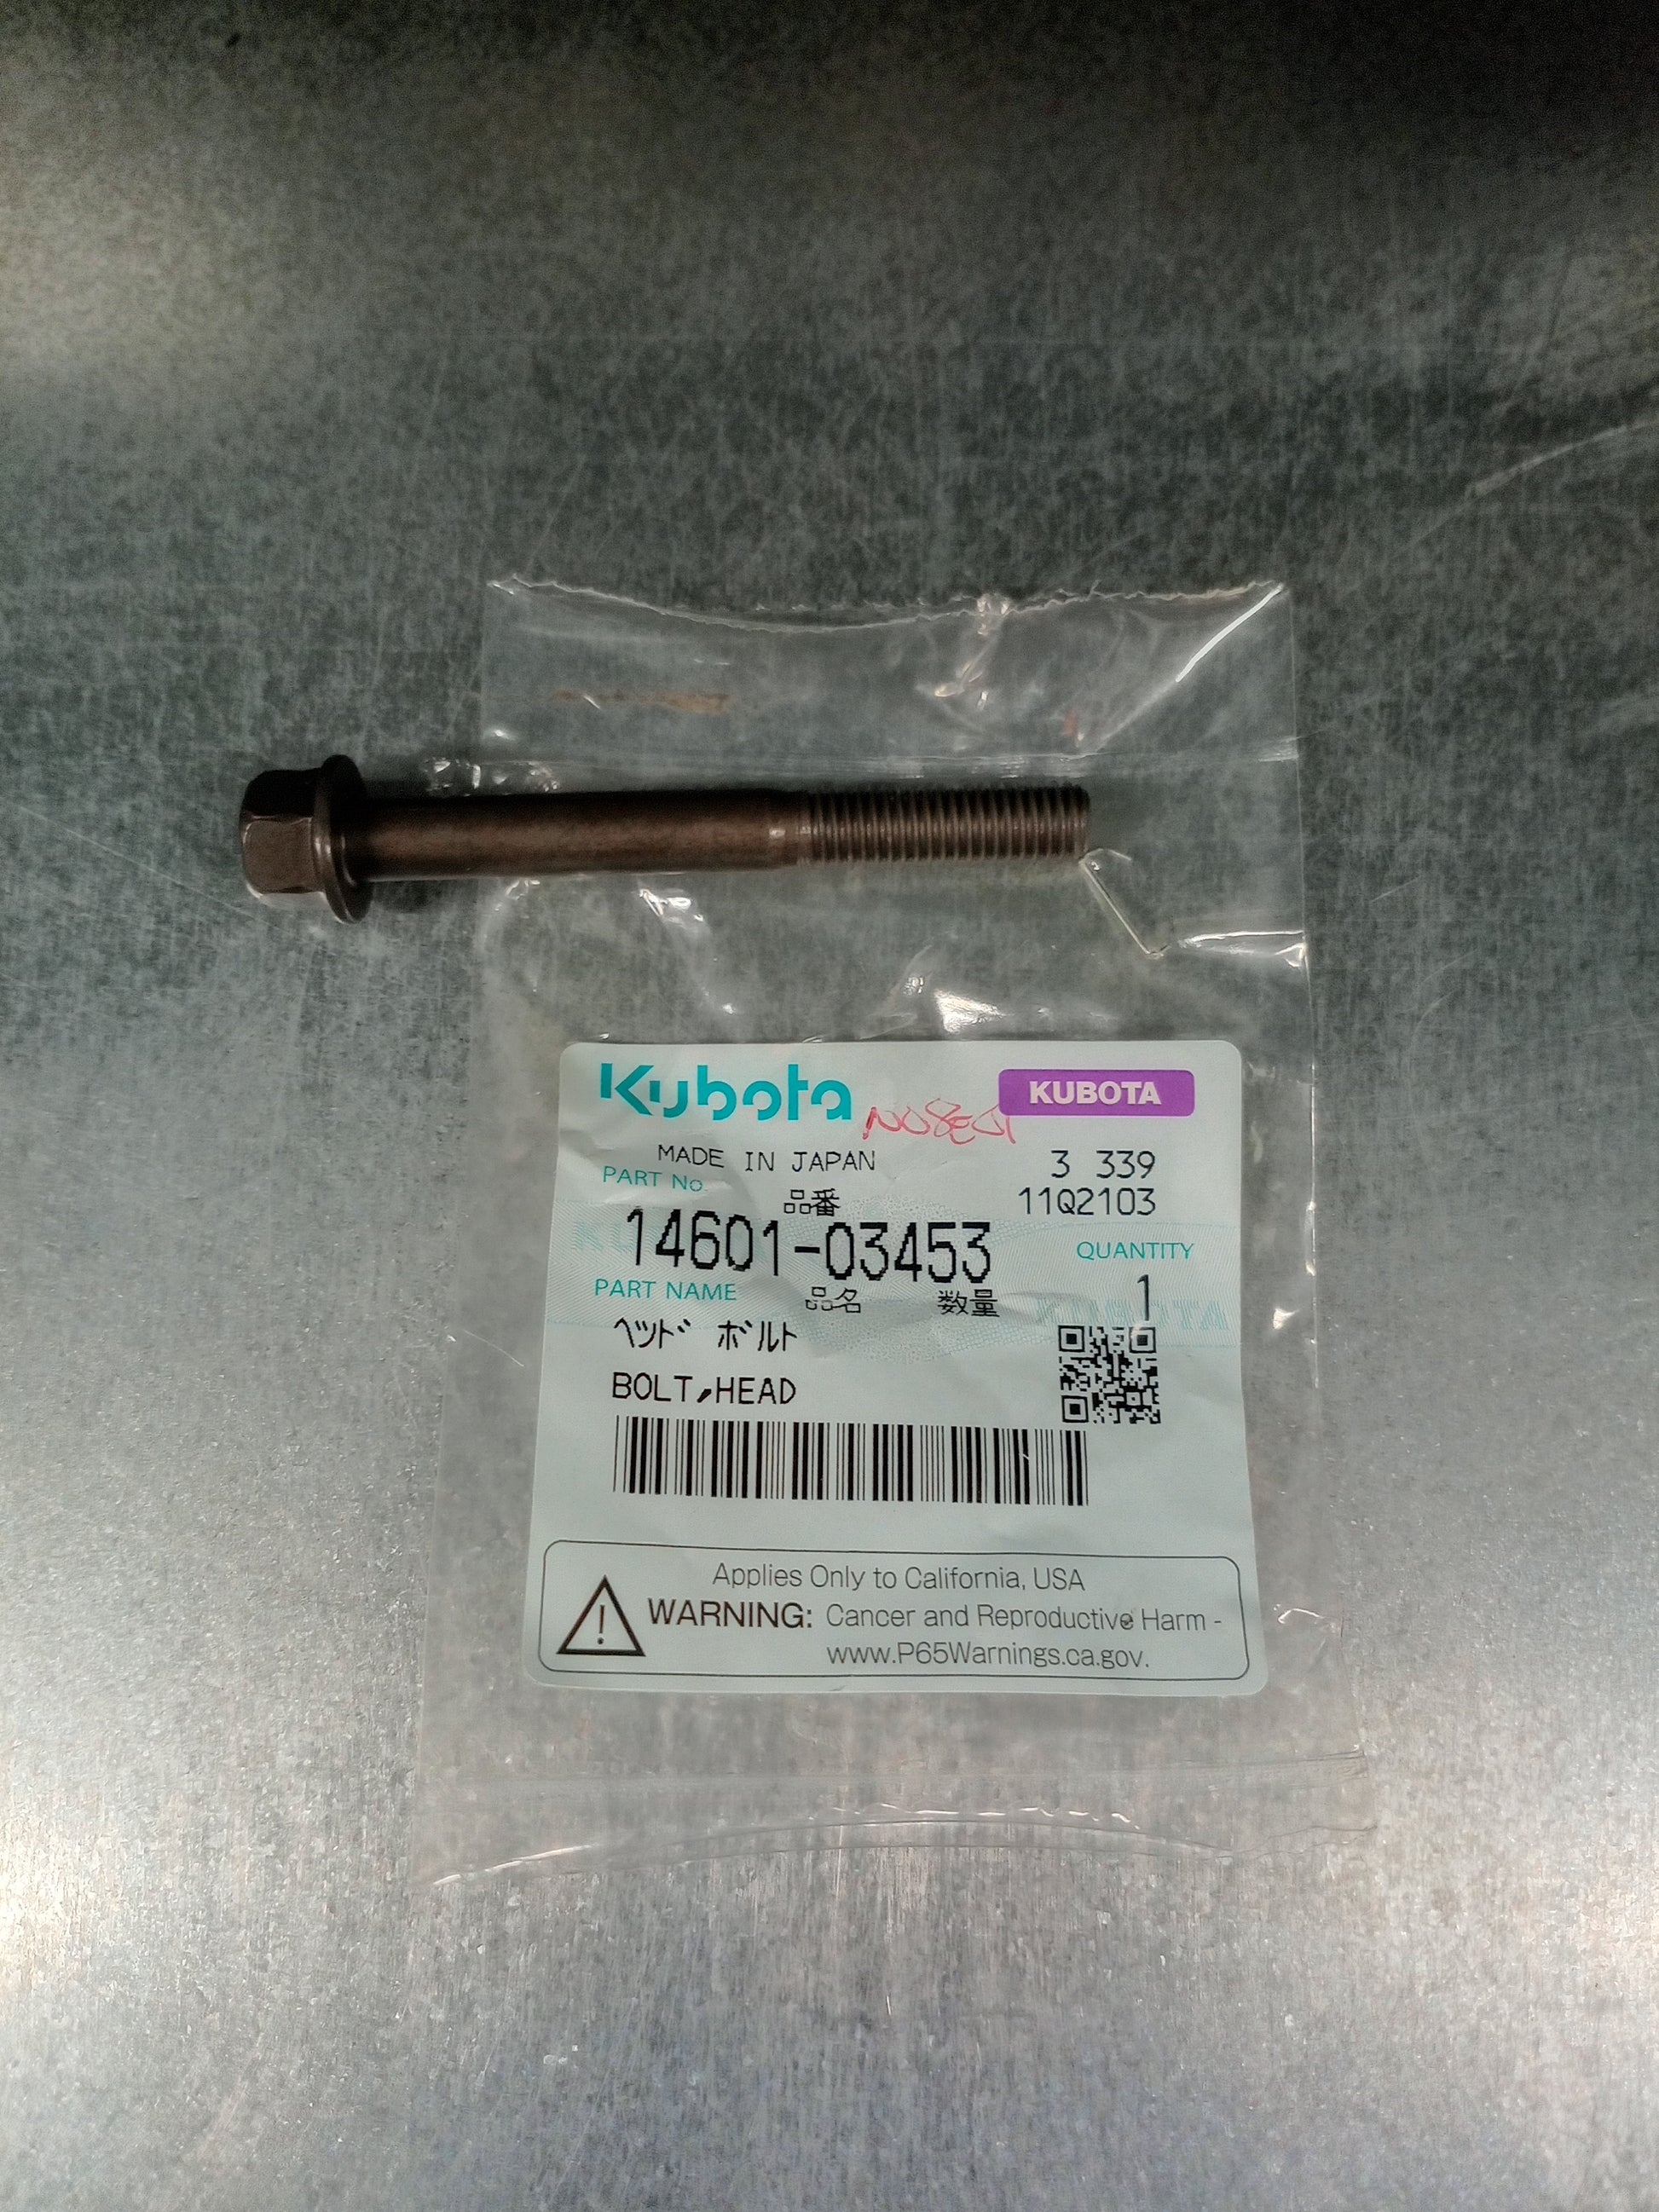 Kubota
KUBOTA
NO8E01
MADE IN JAPAN
3 339
PART No.
品番
11Q2103
14601-03453
QUANTITY
1
PART NAME
品名
数量
KUBOTA
ヘッド ボルト
BOLT,HEAD
Applies Only to California, USA
WARNING: Cancer and Reproductive Harm -
www.P65Warnings.ca.gov.